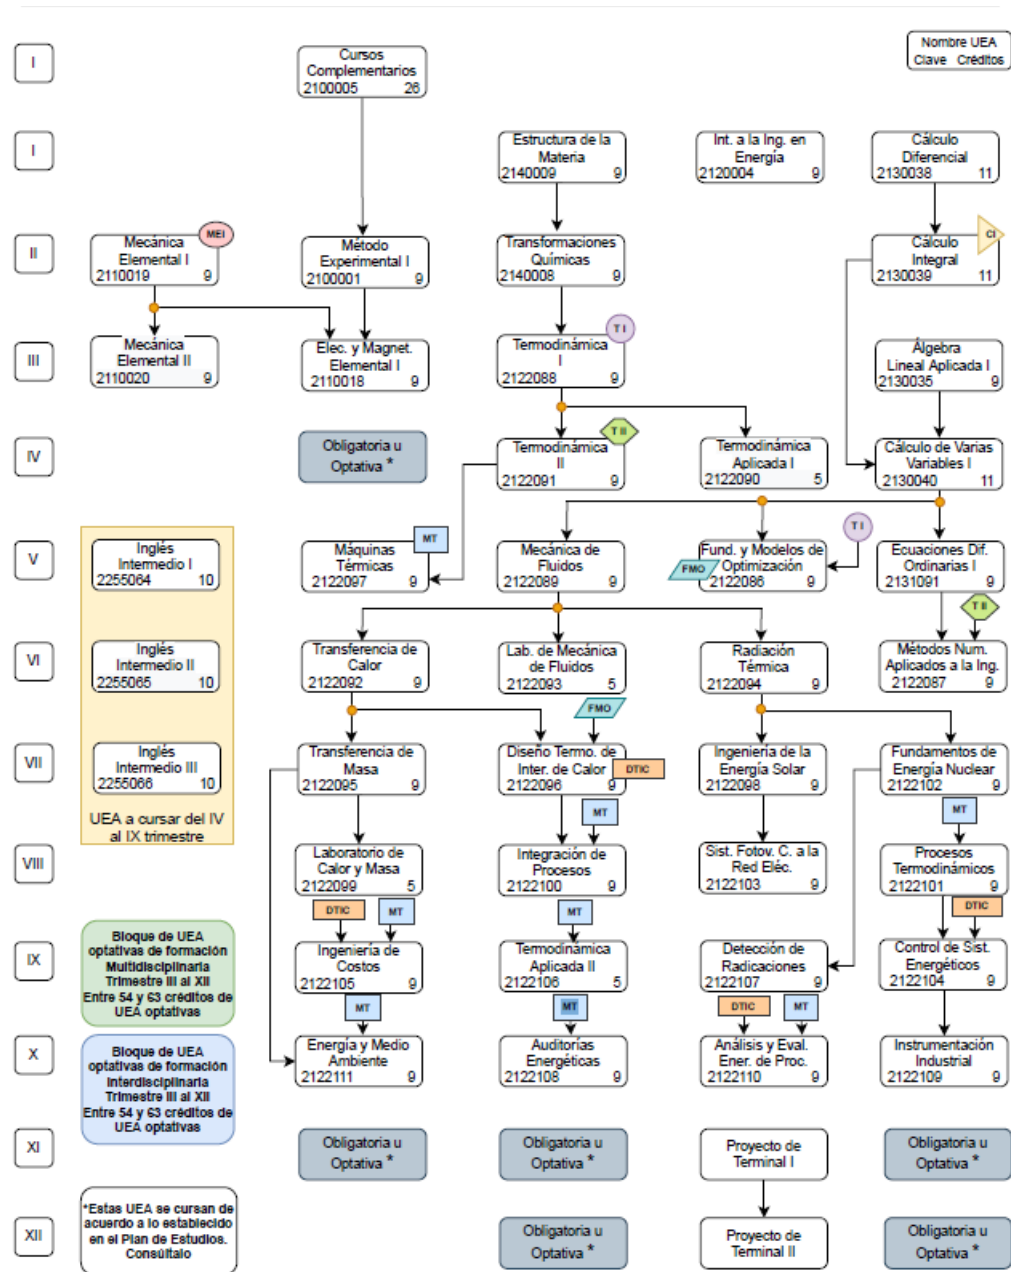 Nombre UEA
Clave Créditos
I
Cursos
Complementarios
2100005 26
I
Estructura de la
Materia
2140009 9
Int. a la Ing. en
Energía
2120004 9
Cálculo
Diferencial
2130038 11
II
MEI
Mecánica
Elemental I
2110019 9
Método
Experimental I
2100001 9
Transformaciones
Químicas
2140008 9
CI
Cálculo
Integral
2130039 11
III
Mecánica
Elemental II
2110020 9
Elec. y Magnet.
Elemental I
2110018 9
T I
Termodinámica
I
2122088 9
Álgebra
Lineal Aplicada I
2130035 9
IV
Obligatoria u
Optativa *
T II
Termodinámica
II
2122091 9
Termodinámica
Aplicada I
2122090 5
Cálculo de Varias
Variables I
2130040 11
V
Inglés
Intermedio I
2255064 10
MT
Máquinas
Térmicas
2122097 9
Mecánica de
Fluidos
2122089 9
T I
FMO
Fund. y Modelos de
Optimización
2122086 9
Ecuaciones Dif.
Ordinarias I
2131091 9
VI
Inglés
Intermedio II
2255065 10
Transferencia de
Calor
2122092 9
Lab. de Mecánica
de Fluidos
2122093 5
Radiación
Térmica
2122094 9
T II
Métodos Num.
Aplicados a la Ing.
2122087 9
VII
Inglés
Intermedio III
2255066 10
UEA a cursar del IV
al IX trimestre
Transferencia de
Masa
2122095 9
FMO
Diseño Termo. de
Inter. de Calor
2122096 9
DTIC
Ingeniería de la
Energía Solar
2122098 9
Fundamentos de
Energía Nuclear
2122102 9
VIII
Laboratorio de
Calor y Masa
2122099 5
MT
Integración de
Procesos
2122100 9
Sist. Fotov. C. a la
Red Eléc.
2122103 9
MT
Procesos
Termodinámicos
2122101 9
IX
Bloque de UEA
optativas de formación
Multidisciplinaria
Trimestre III al XII
Entre 54 y 63 créditos de
UEA optativas
DTIC
MT
Ingeniería de
Costos
2122105 9
MT
Termodinámica
Aplicada II
2122106 5
Detección de
Radicaciones
2122107 9
DTIC
Control de Sist.
Energéticos
2122104 9
X
Bloque de UEA
optativas de formación
Interdisciplinaria
Trimestre III al XII
Entre 54 y 63 créditos de
UEA optativas
MT
Energía y Medio
Ambiente
2122111 9
MT
Auditorías
Energéticas
2122108 9
DTIC
MT
Análisis y Eval.
Ener. de Proc.
2122110 9
Instrumentación
Industrial
2122109 9
XI
Obligatoria u
Optativa *
Obligatoria u
Optativa *
Proyecto de
Terminal I
Obligatoria u
Optativa *
XII
*Estas UEA se cursan de
acuerdo a lo establecido
en el Plan de Estudios.
Consúltalo
Obligatoria u
Optativa *
Proyecto de
Terminal II
Obligatoria u
Optativa *